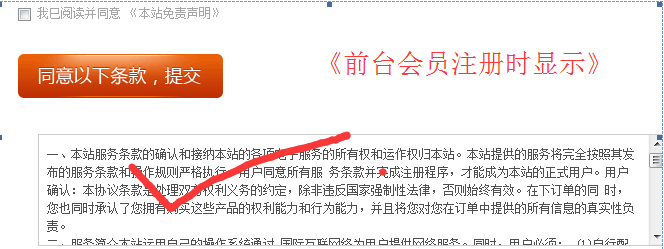 我已阅读并同意 《本站免责声明》
同意以下条款，提交
《前台会员注册时显示》
一、本站服务条款的确认和接纳本站的各项电子服务的所有权和运作权归本站。本站提供的服务将完全按照其发
布的服务条款和操作规则严格执行。用户同意所有服 务条款并完成注册程序，才能成为本站的正式用户。用户
确认：本协议条款是处理双方权利义务的约定，除非违反国家强制性法律，否则始终有效。在下订单的同 时，
您也同时承认了您拥有购买这些产品的权利能力和行为能力，并且将您对您在订单中提供的所有信息的真实性负
责。
二、服务简介本站运用自己的操作系统通过 国际互联网络为用户提供网络服务。同时，用户必须： (1)自行配